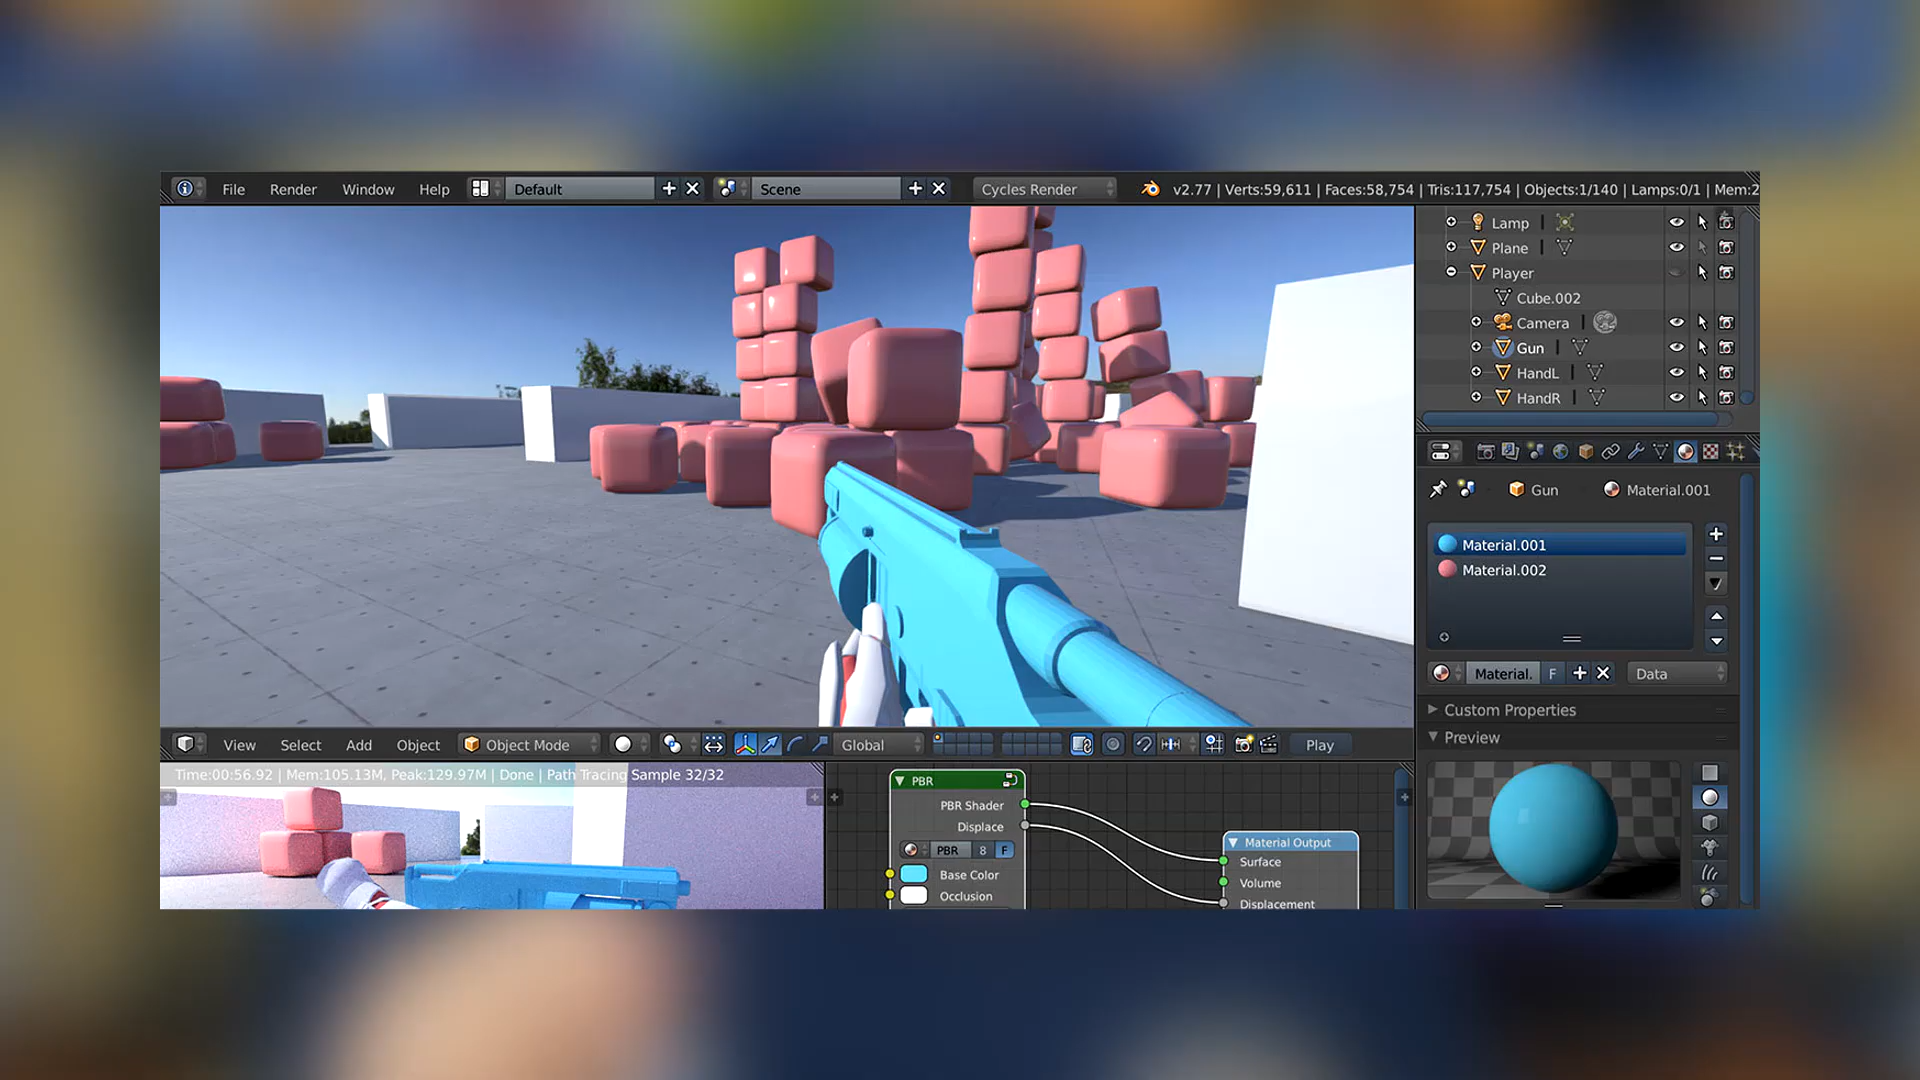 File Render Window Help Default Scene Cycles Render v2.77 | Verts:59,611 | Faces:58,754 | Tris:117,754 | Objects:1/140 | Lamps:0/1 | Mem:2
Lamp
Plane
Player
Cube.002
Camera
Gun
HandL
HandR
Gun Material.001
Material.001
Material.002
Material. F Data
Custom Properties
Preview
View Select Add Object Object Mode Global Play
Time:00:56.92 | Mem:105.13M, Peak:129.97M | Done | Path Tracing Sample 32/32
PBR
PBR Shader
Displace
PBR 8 F
Base Color
Occlusion
Material Output
Surface
Volume
Displacement